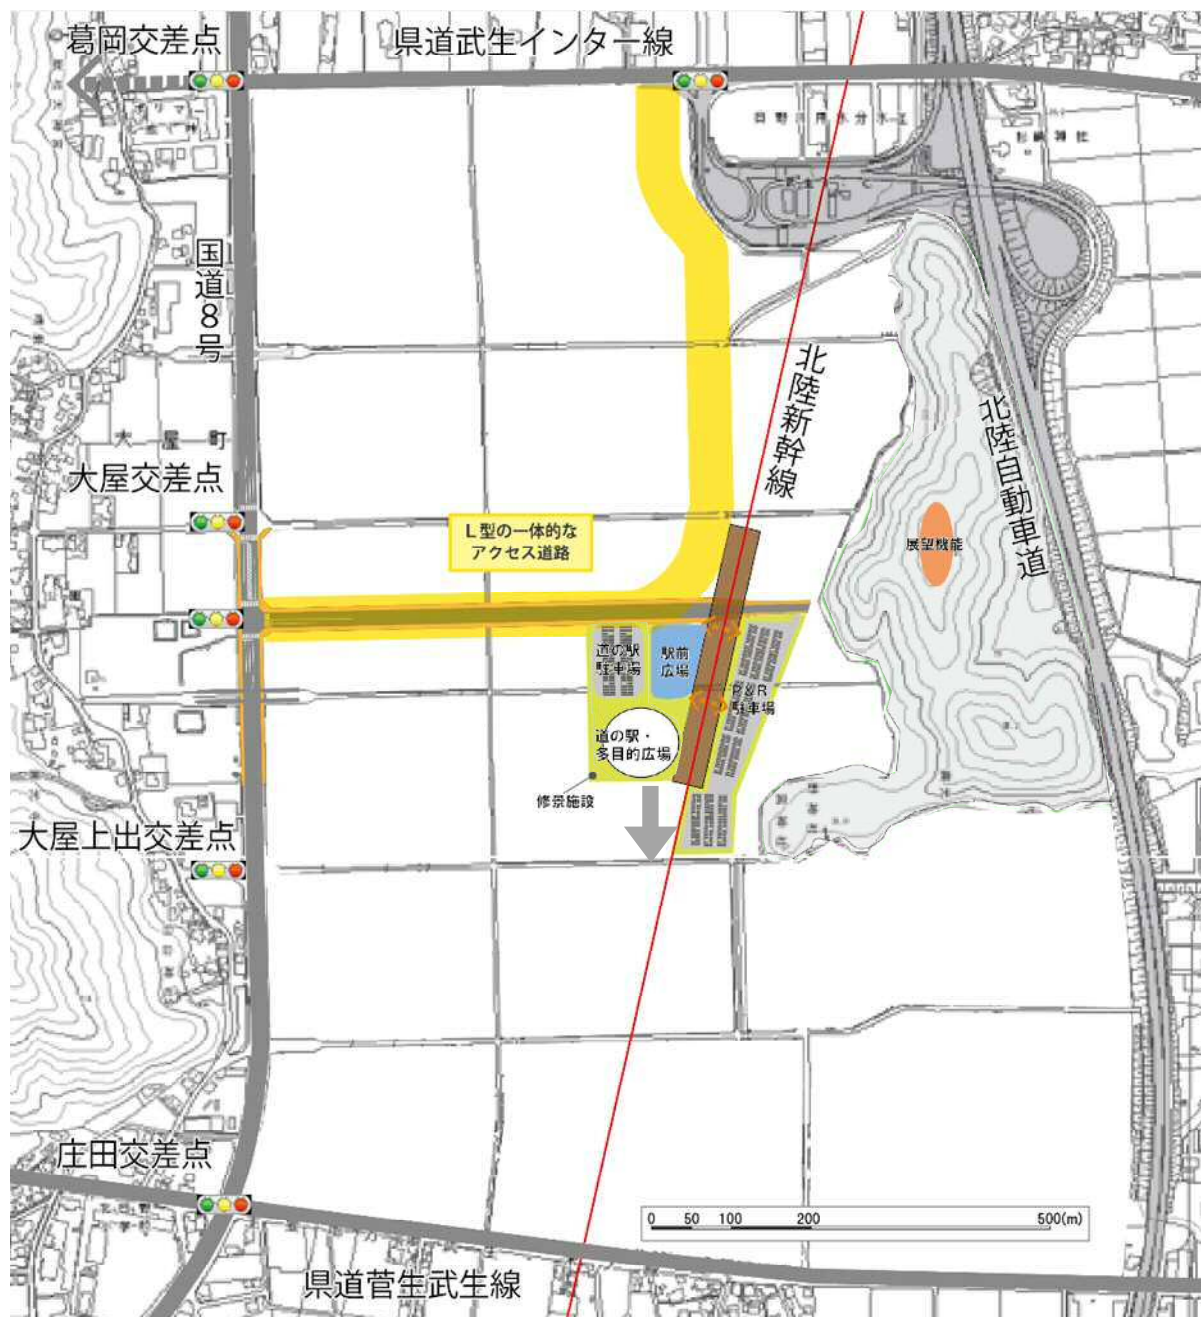 葛岡交差点
県道武生インター線
国道8号
北陸新幹線
北陸自動車道
大屋町
大屋交差点
L型の一体的な
アクセス道路
展望機能
道の駅
駐車場
駅前
広場
P&R
駐車場
道の駅・
多目的広場
修景施設
大屋上出交差点
庄田交差点
0 50 100 200 500(m)
県道菅生武生線